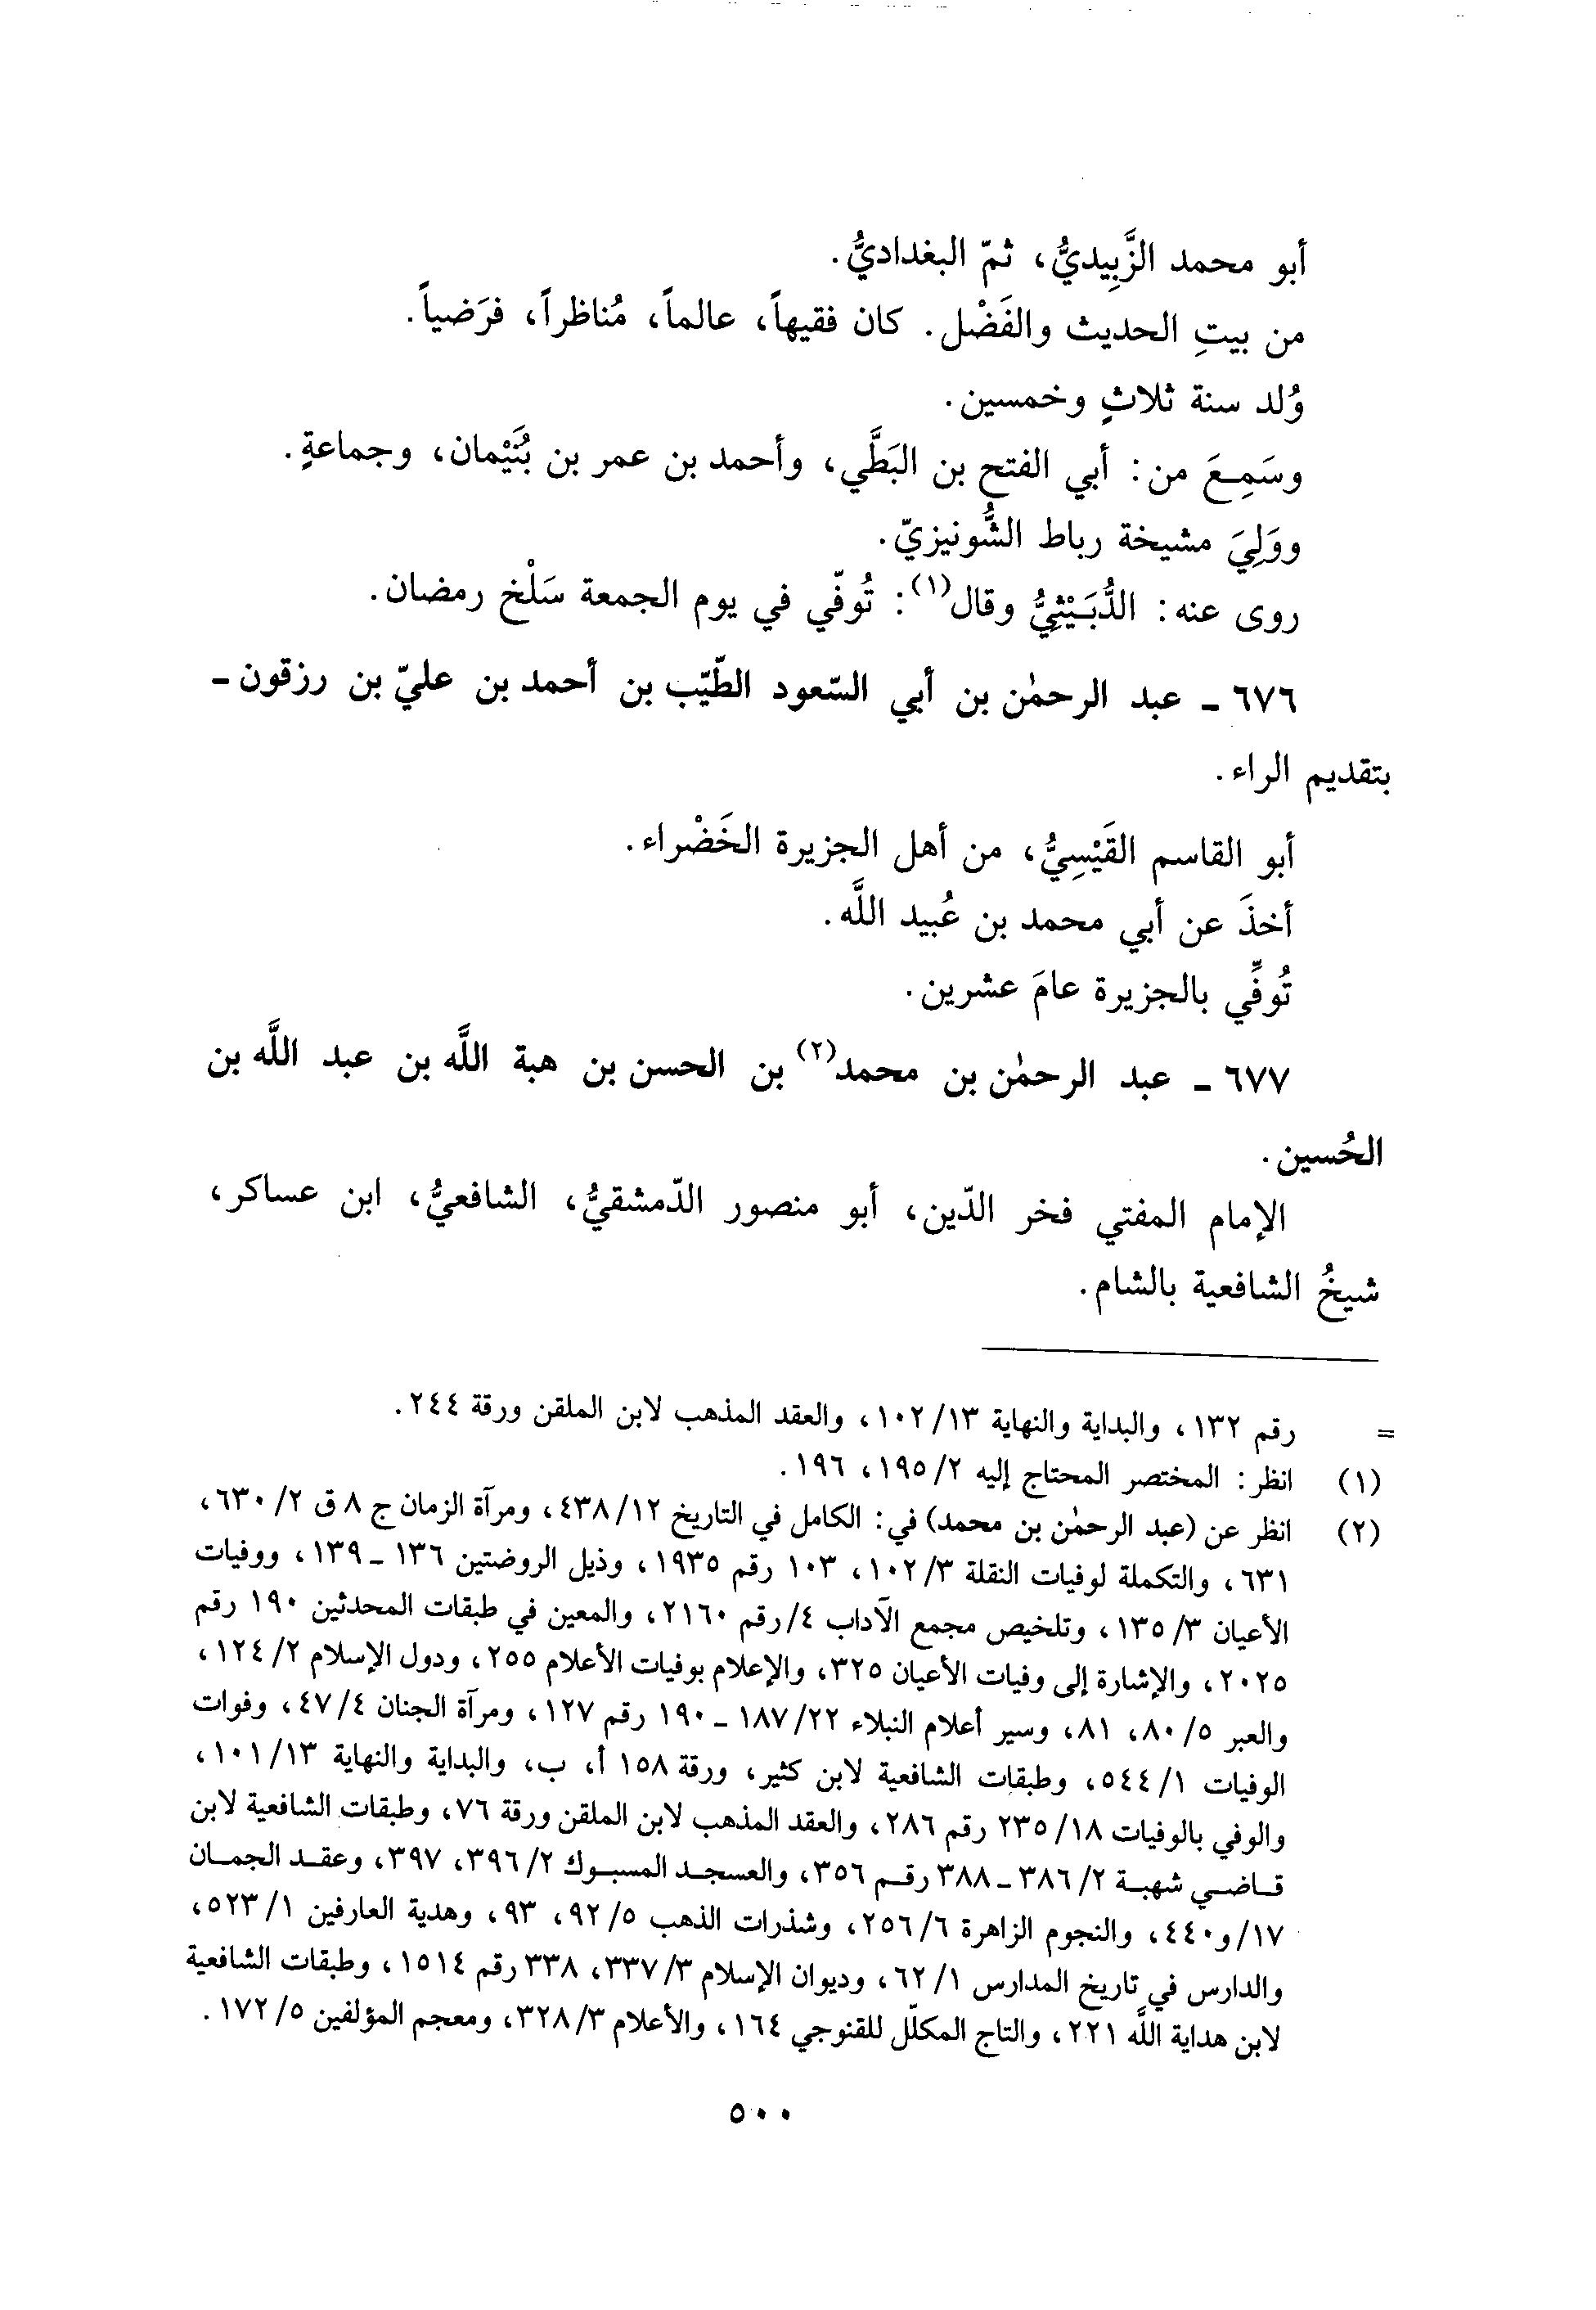 أبو محمد الزَّبِيديُّ، ثمّ البغداديُّ.
من بيتِ الحديث والفَضْل. كان فقيهاً، عالماً، مُناظراً، فرَضياً.
وُلد سنة ثلاثٍ وخمسين.
وسَمِعَ من: أبي الفتح بن البَطَّي، وأحمد بن عمر بن بُنَيْمان، وجماعةٍ.
ووَلِيَ مشيخة رباط الشُّونيزيّ.
روى عنه: الدُّبَيْثِيُّ وقال(١): تُوفّي في يوم الجمعة سَلْخ رمضان.
٦٧٦ ـ عبد الرحمٰن بن أبي السّعود الطّيّب بن أحمد بن عليّ بن رزقون ـ
بتقديم الراء.
أبو القاسم القَيْسِيُّ، من أهل الجزيرة الخَضْراء.
أخذَ عن أبي محمد بن عُبيد اللَّه.
تُوفِّي بالجزيرة عامَ عشرين.
٦٧٧ ـ عبد الرحمٰن بن محمد(٢) بن الحسن بن هبة اللَّه بن عبد اللَّه بن
الحُسين.
الإمام المفتي فخر الدّين، أبو منصور الدّمشقيُّ، الشافعيُّ، ابن عساكر،
شيخُ الشافعية بالشام.
= رقم ١٣٢، والبداية والنهاية ١٠٢/١٣، والعقد المذهب لابن الملقن ورقة ٢٤٤.
(١) انظر: المختصر المحتاج إليه ١٩٥/٢، ١٩٦.
(٢) انظر عن (عبد الرحمٰن بن محمد) في: الكامل في التاريخ ٤٣٨/١٢، ومرآة الزمان ج ٨ ق ٦٣٠/٢،
٦٣١، والتكملة لوفيات النقلة ١٠٢/٣، ١٠٣ رقم ١٩٣٥، وذيل الروضتين ١٣٦ ـ ١٣٩، ووفيات
الأعيان ١٣٥/٣، وتلخيص مجمع الآداب ٤/رقم ٢١٦٠، والمعين في طبقات المحدثين ١٩٠ رقم
٢٠٢٥، والإشارة إلى وفيات الأعيان ٣٢٥، والإعلام بوفيات الأعلام ٢٥٥، ودول الإسلام ١٢٤/٢،
والعبر ٨٠/٥، ٨١، وسير أعلام النبلاء ١٨٧/٢٢ ـ ١٩٠ رقم ١٢٧، ومرآة الجنان ٤٧/٤، وفوات
الوفيات ٥٤٤/١، وطبقات الشافعية لابن كثير، ورقة ١٥٨ أ، ب، والبداية والنهاية ١٠١/١٣،
والوفي بالوفيات ٢٣٥/١٨ رقم ٢٨٦، والعقد المذهب لابن الملقن ورقة ٧٦، وطبقات الشافعية لابن
قاضي شهبة ٣٨٦/٢ ـ ٣٨٨ رقم ٣٥٦، والعسجد المسبوك ٣٩٦/٢، ٣٩٧، وعقد الجمان
١٧/و٤٤٠، والنجوم الزاهرة ٢٥٦/٦، وشذرات الذهب ٩٢/٥، ٩٣، وهدية العارفين ٥٢٣/١،
والدارس في تاريخ المدارس ٦٢/١، وديوان الإسلام ٣٣٧/٣، ٣٣٨ رقم ١٥١٤، وطبقات الشافعية
لابن هداية اللَّه ٢٢١، والتاج المكلّل للقنوجي ١٦٤، والأعلام ٣٢٨/٣، ومعجم المؤلفين ١٧٢/٥.
٥٠٠